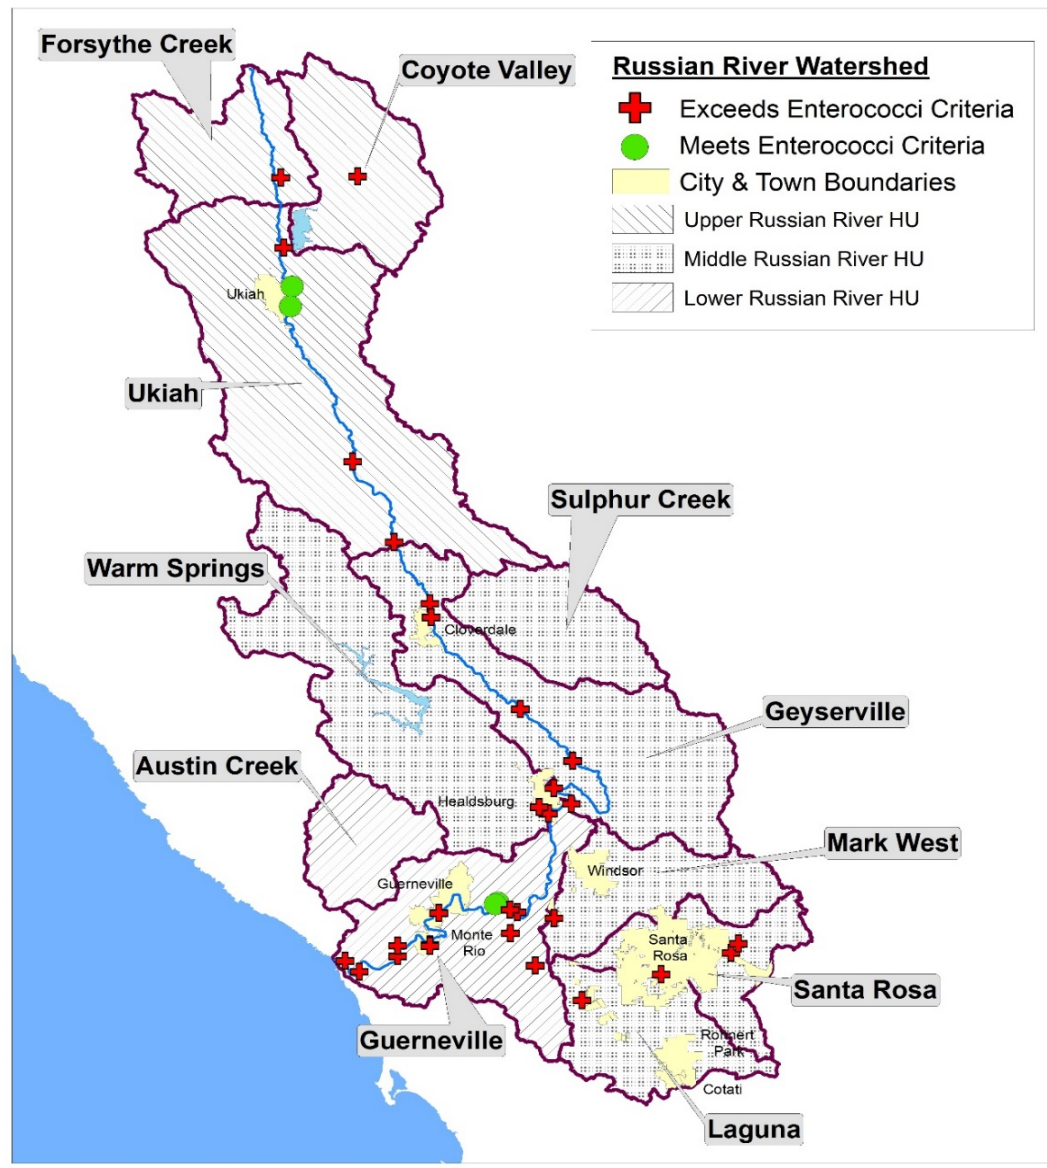 Forsythe Creek
Coyote Valley
Russian River Watershed
Exceeds Enterococci Criteria
Meets Enterococci Criteria
City & Town Boundaries
Upper Russian River HU
Middle Russian River HU
Lower Russian River HU
Ukiah
Ukiah
Sulphur Creek
Warm Springs
Cloverdale
Geyserville
Austin Creek
Healdsburg
Mark West
Windsor
Guerneville
Monte
Rio
Santa
Rosa
Santa Rosa
Guerneville
Rohnert
Park
Cotati
Laguna